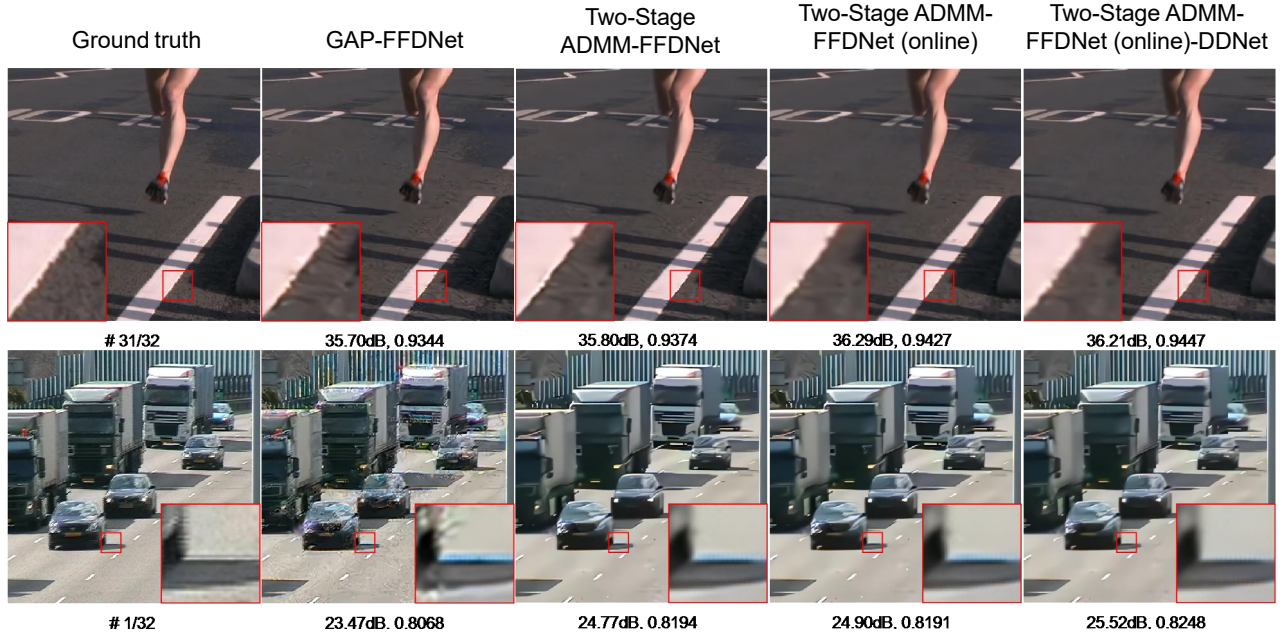 Ground truth
GAP-FFDNet
Two-Stage
ADMM-FFDNet
Two-Stage ADMM-
FFDNet (online)
Two-Stage ADMM-
FFDNet (online)-DDNet
# 31/32
35.70dB, 0.9344
35.80dB, 0.9374
36.29dB, 0.9427
36.21dB, 0.9447
# 1/32
23.47dB, 0.8068
24.77dB, 0.8194
24.90dB, 0.8191
25.52dB, 0.8248